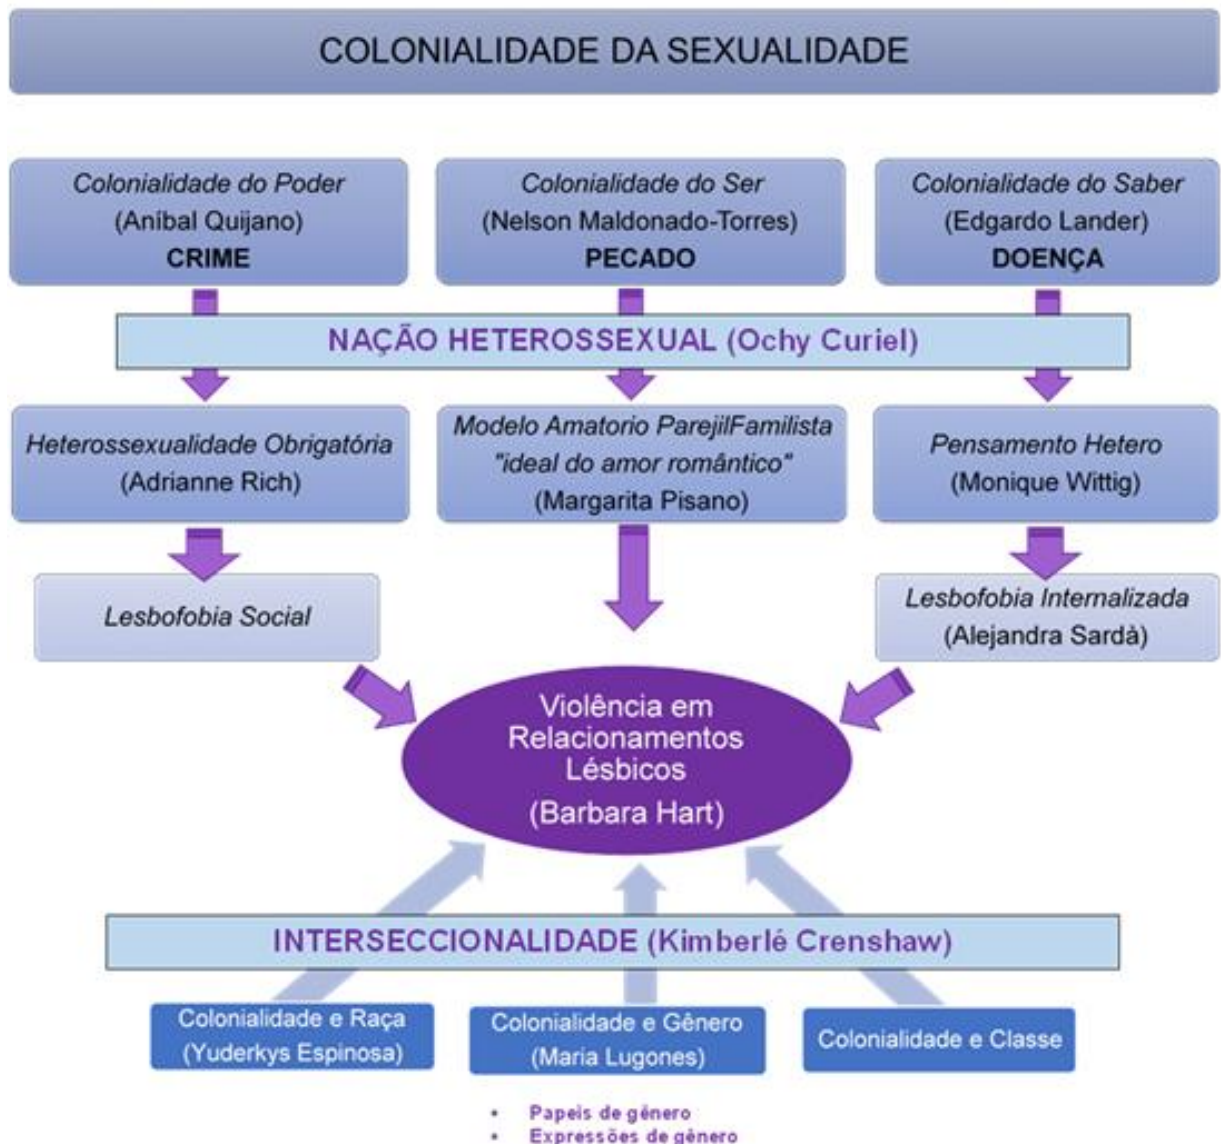 COLONIALIDADE DA SEXUALIDADE
Colonialidade do Poder
(Aníbal Quijano)
CRIME
Colonialidade do Ser
(Nelson Maldonado-Torres)
PECADO
Colonialidade do Saber
(Edgardo Lander)
DOENÇA
NAÇÃO HETEROSSEXUAL (Ochy Curiel)
Heterossexualidade Obrigatória
(Adrianne Rich)
Modelo Amatorio ParejilFamilista
"ideal do amor romântico"
(Margarita Pisano)
Pensamento Hetero
(Monique Wittig)
Lesbofobia Social
Lesbofobia Internalizada
(Alejandra Sardà)
Violência em
Relacionamentos
Lésbicos
(Barbara Hart)
INTERSECCIONALIDADE (Kimberlé Crenshaw)
Colonialidade e Raça
(Yuderkys Espinosa)
Colonialidade e Gênero
(Maria Lugones)
Colonialidade e Classe
• Papeis de gênero
• Expressões de gênero